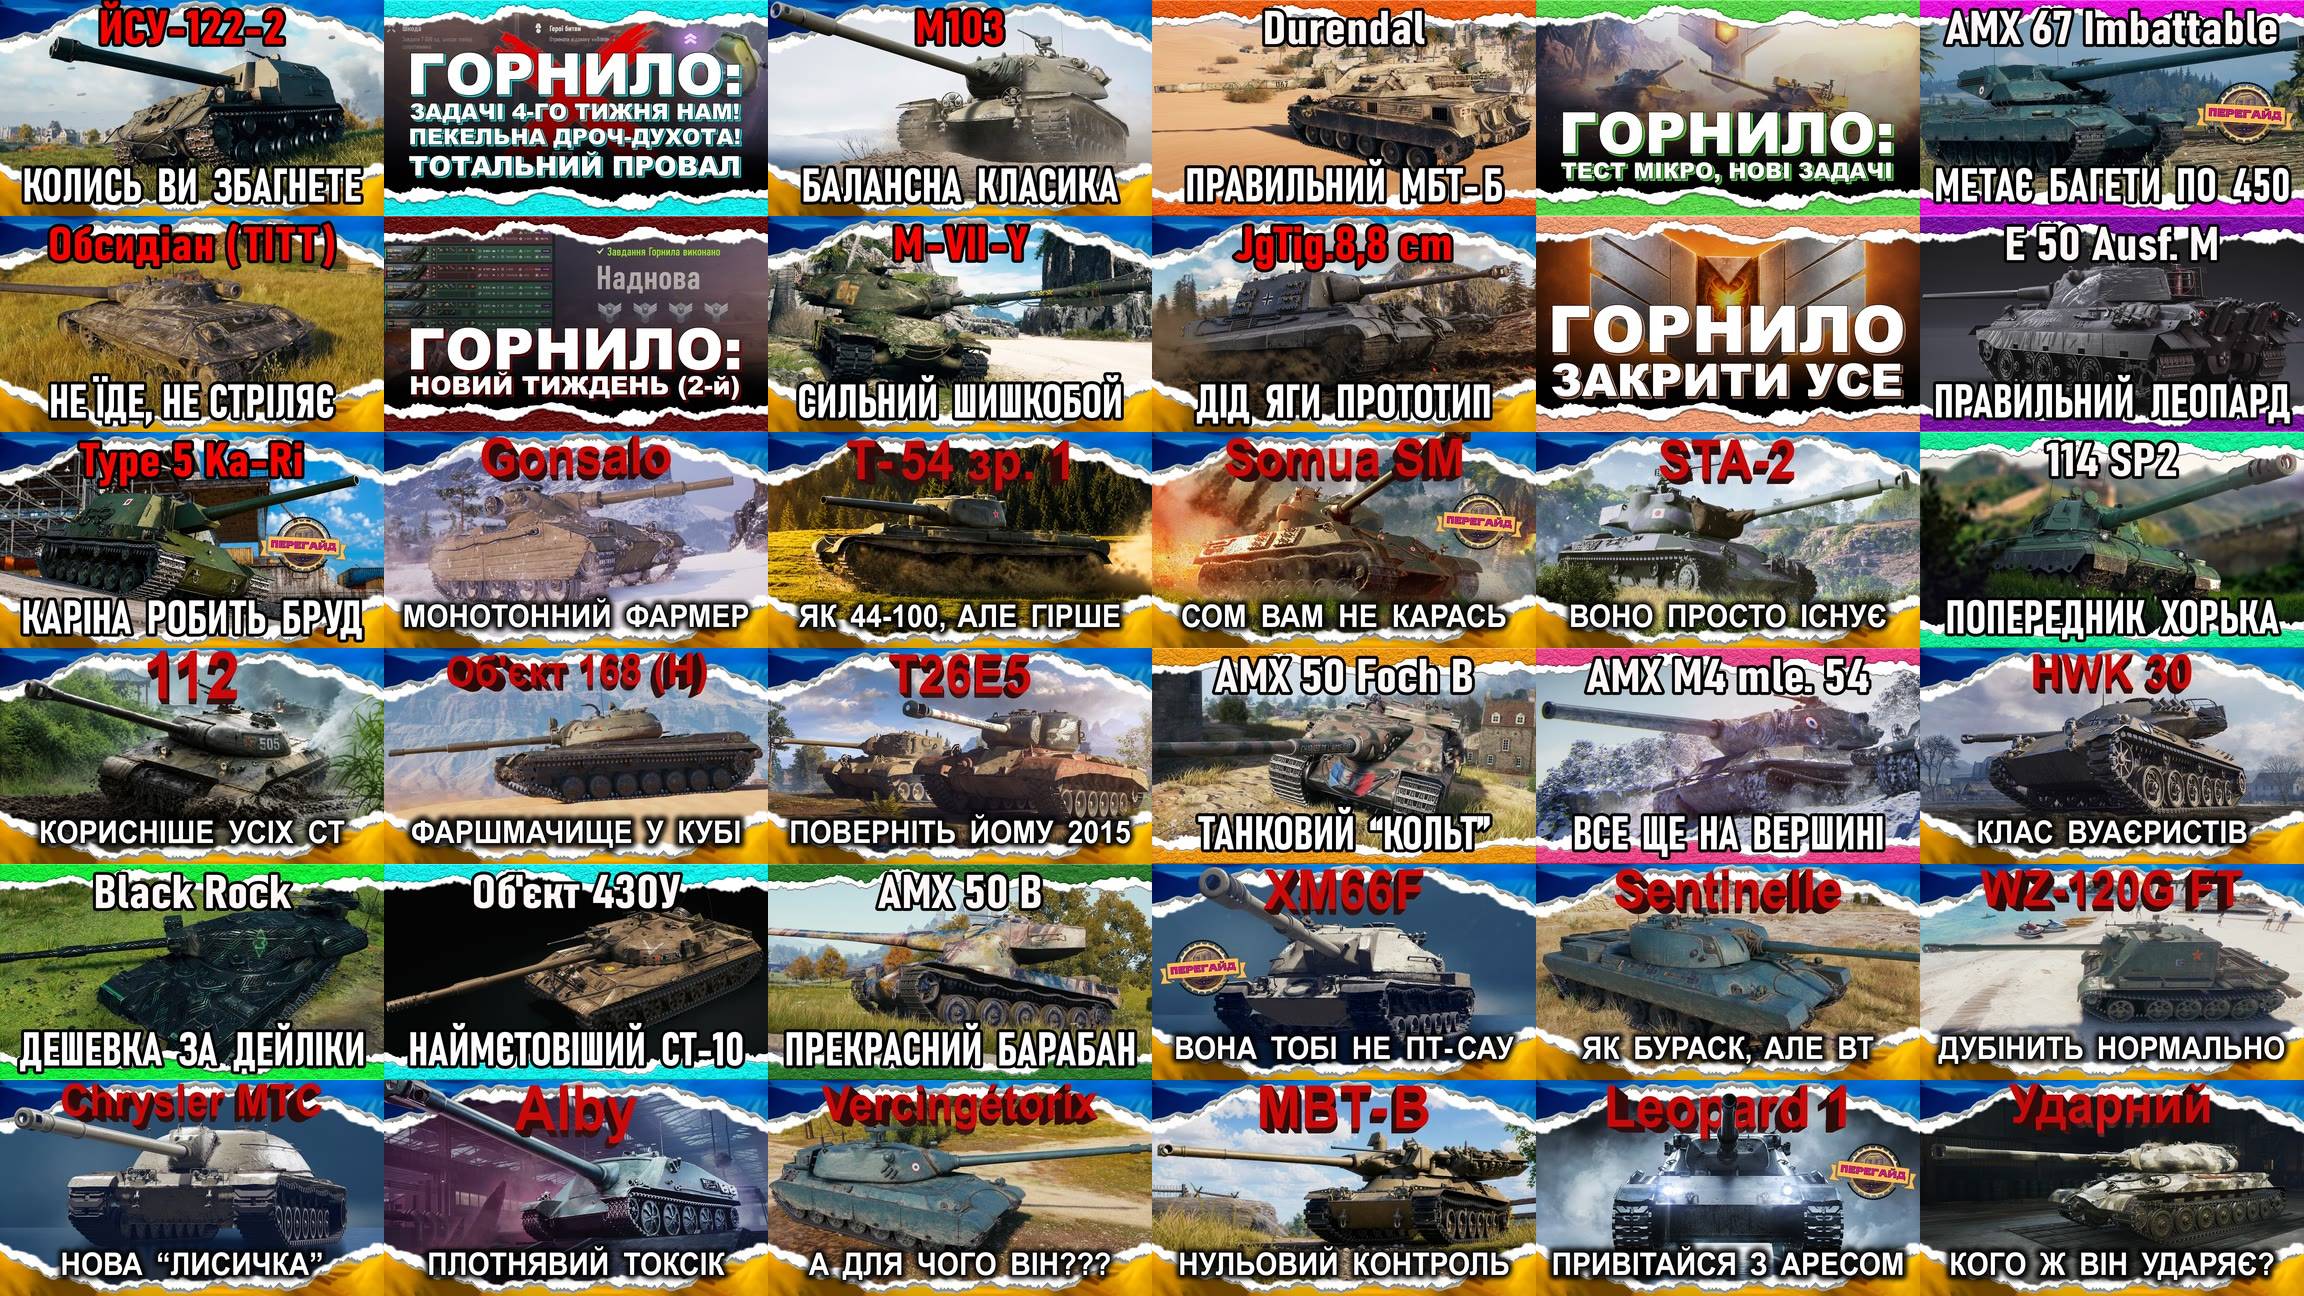 ЙСУ-122-2
КОЛИСЬ ВИ ЗБАГНЕТЕ
Герої битви
ГОРНИЛО:
ЗАДАЧІ 4-ГО ТИЖНЯ НАМ!
ПЕКЕЛЬНА ДРОЧ-ДУХОТА!
ТОТАЛЬНИЙ ПРОВАЛ
M103
БАЛАНСНА КЛАСИКА
Durendal
ПРАВИЛЬНИЙ МБТ-Б
ГОРНИЛО:
ТЕСТ МІКРО, НОВІ ЗАДАЧІ
AMX 67 Imbattable
ПЕРЕГАЙД
МЕТАЄ БАГЕТИ ПО 450
Обсидіан (ТІТТ)
НЕ ЇДЕ, НЕ СТРІЛЯЄ
Завдання Горнила виконано
Наднова
ГОРНИЛО:
НОВИЙ ТИЖДЕНЬ (2-й)
M-VII-Y
СИЛЬНИЙ ШИШКОБОЙ
JgTig.8,8 cm
ДІД ЯГИ ПРОТОТИП
ГОРНИЛО
ЗАКРИТИ УСЕ
E 50 Ausf. M
ПРАВИЛЬНИЙ ЛЕОПАРД
Type 5 Ka-Ri
ПЕРЕГАЙД
КАРІНА РОБИТЬ БРУД
Gonsalo
МОНОТОННИЙ ФАРМЕР
Т-54 зр. 1
ЯК 44-100, АЛЕ ГІРШЕ
Somua SM
ПЕРЕГАЙД
СОМ ВАМ НЕ КАРАСЬ
STA-2
ВОНО ПРОСТО ІСНУЄ
114 SP2
ПОПЕРЕДНИК ХОРЬКА
112
505
КОРИСНІШЕ УСІХ СТ
Об'єкт 168 (Н)
ФАРШМАЧИЩЕ У КУБІ
T26E5
ПОВЕРНІТЬ ЙОМУ 2015
AMX 50 Foch B
ТАНКОВИЙ “КОЛЬТ”
AMX M4 mle. 54
ВСЕ ЩЕ НА ВЕРШИНІ
HWK 30
КЛАС ВУАЄРИСТІВ
Black Rock
ДЕШЕВКА ЗА ДЕЙЛІКИ
Об'єкт 430У
НАЙМЄТОВІШИЙ СТ-10
AMX 50 B
ПРЕКРАСНИЙ БАРАБАН
XM66F
ПЕРЕГАЙД
ВОНА ТОБІ НЕ ПТ-САУ
Sentinelle
ЯК БУРАСК, АЛЕ ВТ
WZ-120G FT
ДУБІНИТЬ НОРМАЛЬНО
Chrysler MTC
НОВА “ЛИСИЧКА”
Alby
ПЛОТНЯВИЙ ТОКСІК
Vercingétorix
А ДЛЯ ЧОГО ВІН???
MBT-B
НУЛЬОВИЙ КОНТРОЛЬ
Leopard 1
ПЕРЕГАЙД
ПРИВІТАЙСЯ З АРЕСОМ
Ударний
КОГО Ж ВІН УДАРЯЄ?